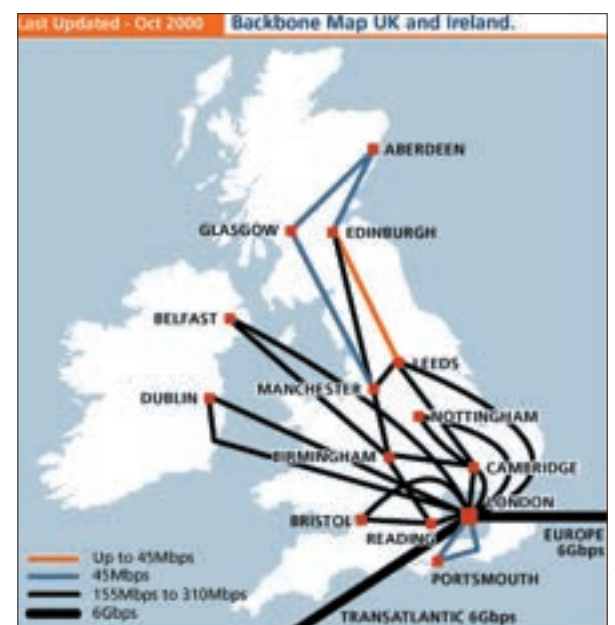 Last Updated - Oct 2000
Backbone Map UK and Ireland.
ABERDEEN
GLASGOW
EDINBURGH
BELFAST
LEEDS
MANCHESTER
DUBLIN
NOTTINGHAM
BIRMINGHAM
CAMBRIDGE
LONDON
BRISTOL
READING
EUROPE
6Gbps
PORTSMOUTH
Up to 45Mbps
45Mbps
155Mbps to 310Mbps
6Gbps
TRANSATLANTIC 6Gbps